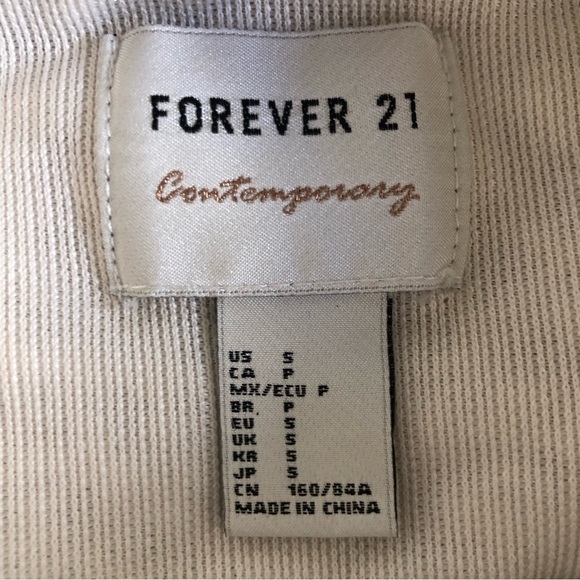 FOREVER 21
Contemporary
US S
CA P
MX/ECU P
BR. P
EU S
UK S
KR S
JP S
CN 160/84A
MADE IN CHINA